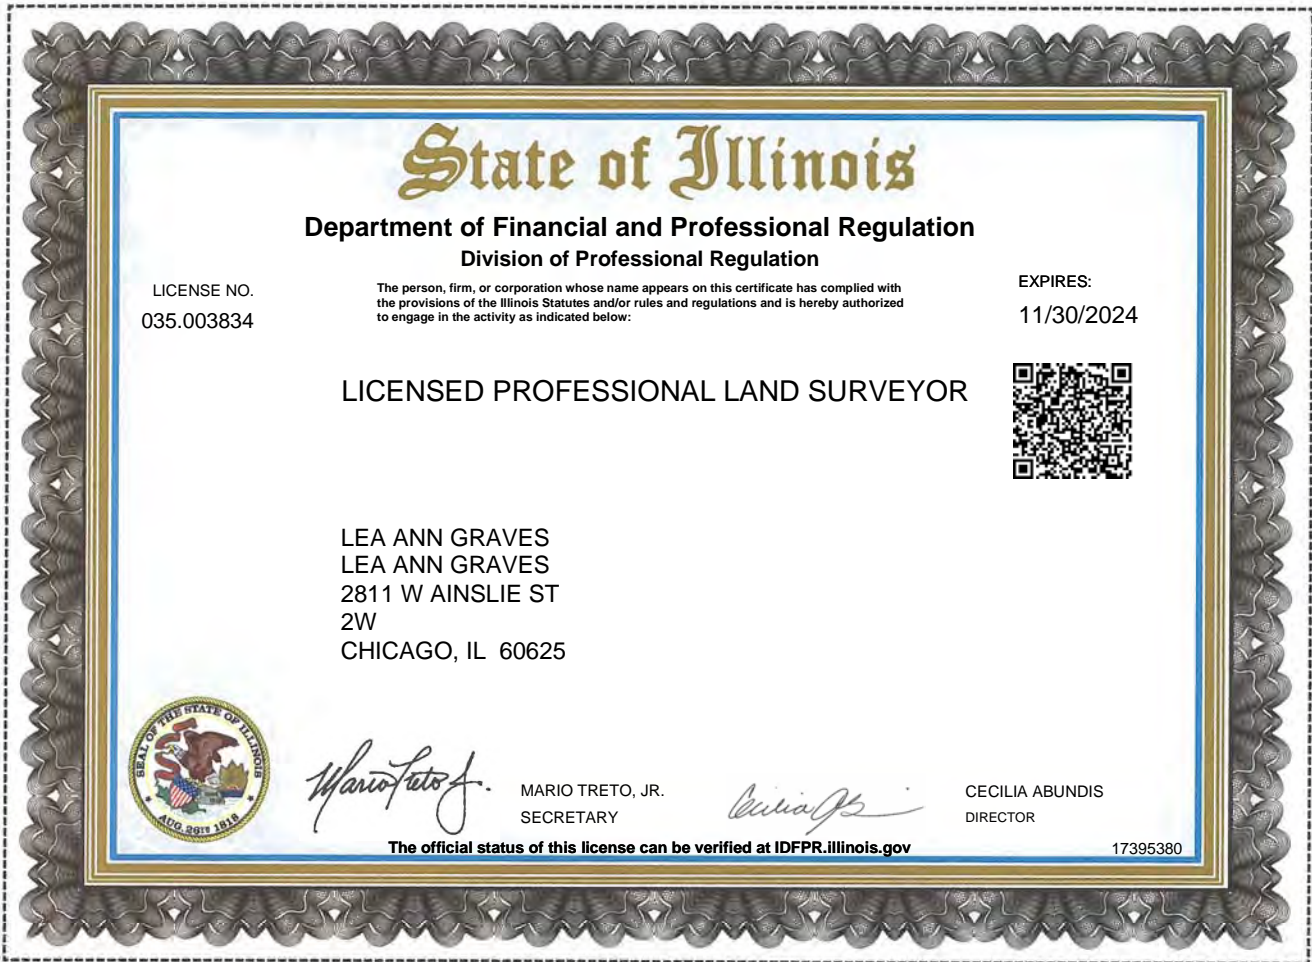 State of Illinois
Department of Financial and Professional Regulation
Division of Professional Regulation
LICENSE NO.
035.003834
The person, firm, or corporation whose name appears on this certificate has complied with
the provisions of the Illinois Statutes and/or rules and regulations and is hereby authorized
to engage in the activity as indicated below:
EXPIRES:
11/30/2024
LICENSED PROFESSIONAL LAND SURVEYOR
LEA ANN GRAVES
LEA ANN GRAVES
2811 W AINSLIE ST
2W
CHICAGO, IL 60625
SEAL OF THE STATE OF ILLINOIS
AUG. 26TH 1818
Mario Treto Jr.
MARIO TRETO, JR.
SECRETARY
CECILIA ABUNDIS
DIRECTOR
The official status of this license can be verified at IDFPR.illinois.gov
17395380